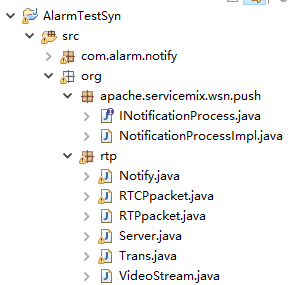 AlarmTestSyn
src
com.alarm.notify
org
apache.servicemix.wsn.push
INotificationProcess.java
NotificationProcessImpl.java
rtp
Notify.java
RTCPpacket.java
RTPpacket.java
Server.java
Trans.java
VideoStream.java